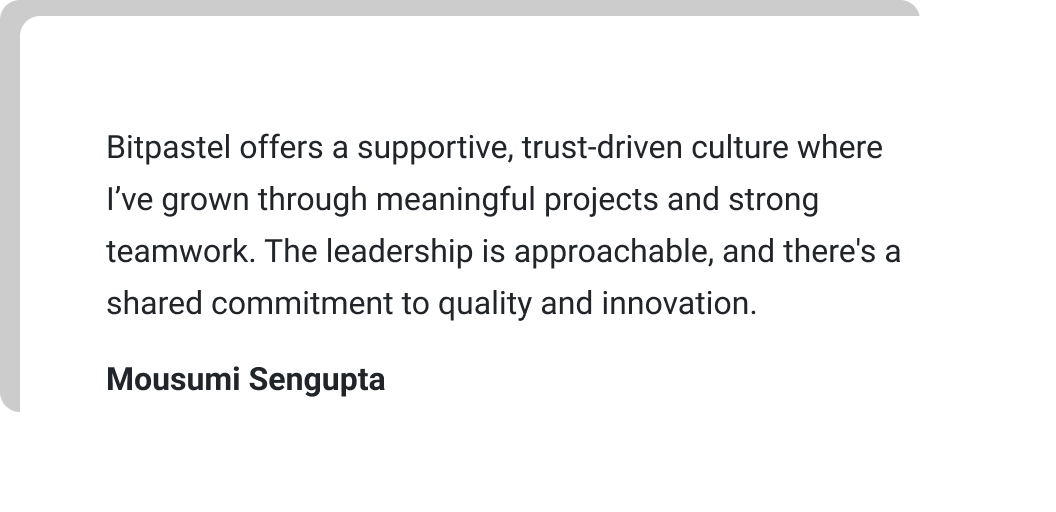 Bitpastel offers a supportive, trust-driven culture where
I’ve grown through meaningful projects and strong
teamwork. The leadership is approachable, and there's a
shared commitment to quality and innovation.
Mousumi Sengupta